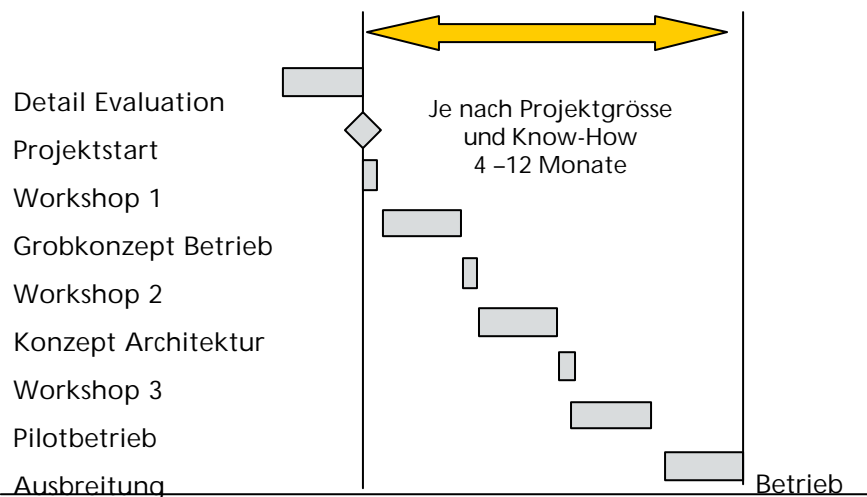 Detail Evaluation
Je nach Projektgrösse
und Know-How
4 –12 Monate
Projektstart
Workshop 1
Grobkonzept Betrieb
Workshop 2
Konzept Architektur
Workshop 3
Pilotbetrieb
Ausbreitung
Betrieb